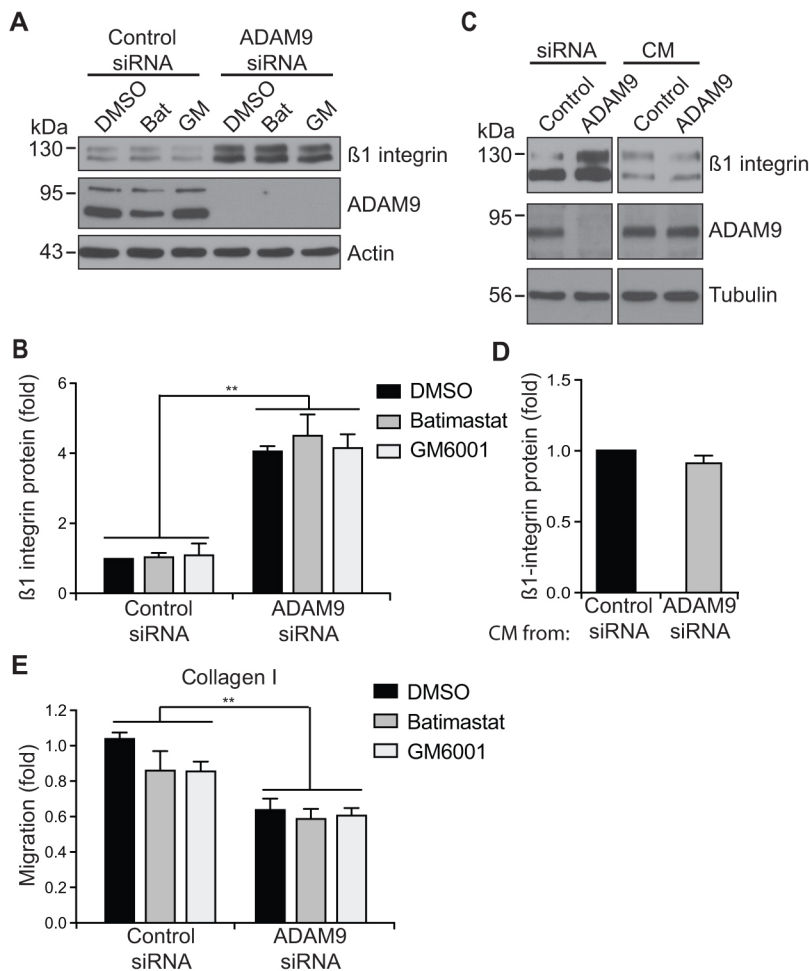 A
Control
siRNA
ADAM9
siRNA
DMSO
Bat
GM
DMSO
Bat
GM
kDa
130
ß1 integrin
95
ADAM9
43
Actin
C
siRNA
CM
Control
ADAM9
Control
ADAM9
kDa
130
ß1 integrin
95
ADAM9
56
Tubulin
B
ß1 integrin protein (fold)
6
4
2
0
**
DMSO
Batimastat
GM6001
Control
siRNA
ADAM9
siRNA
D
ß1-integrin protein (fold)
1.5
1.0
0.5
0.0
Control
siRNA
ADAM9
siRNA
CM from:
E
Collagen I
Migration (fold)
1.2
1.0
0.8
0.6
0.4
0.2
0.0
**
DMSO
Batimastat
GM6001
Control
siRNA
ADAM9
siRNA